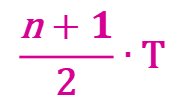 (n + 1)/2 · T